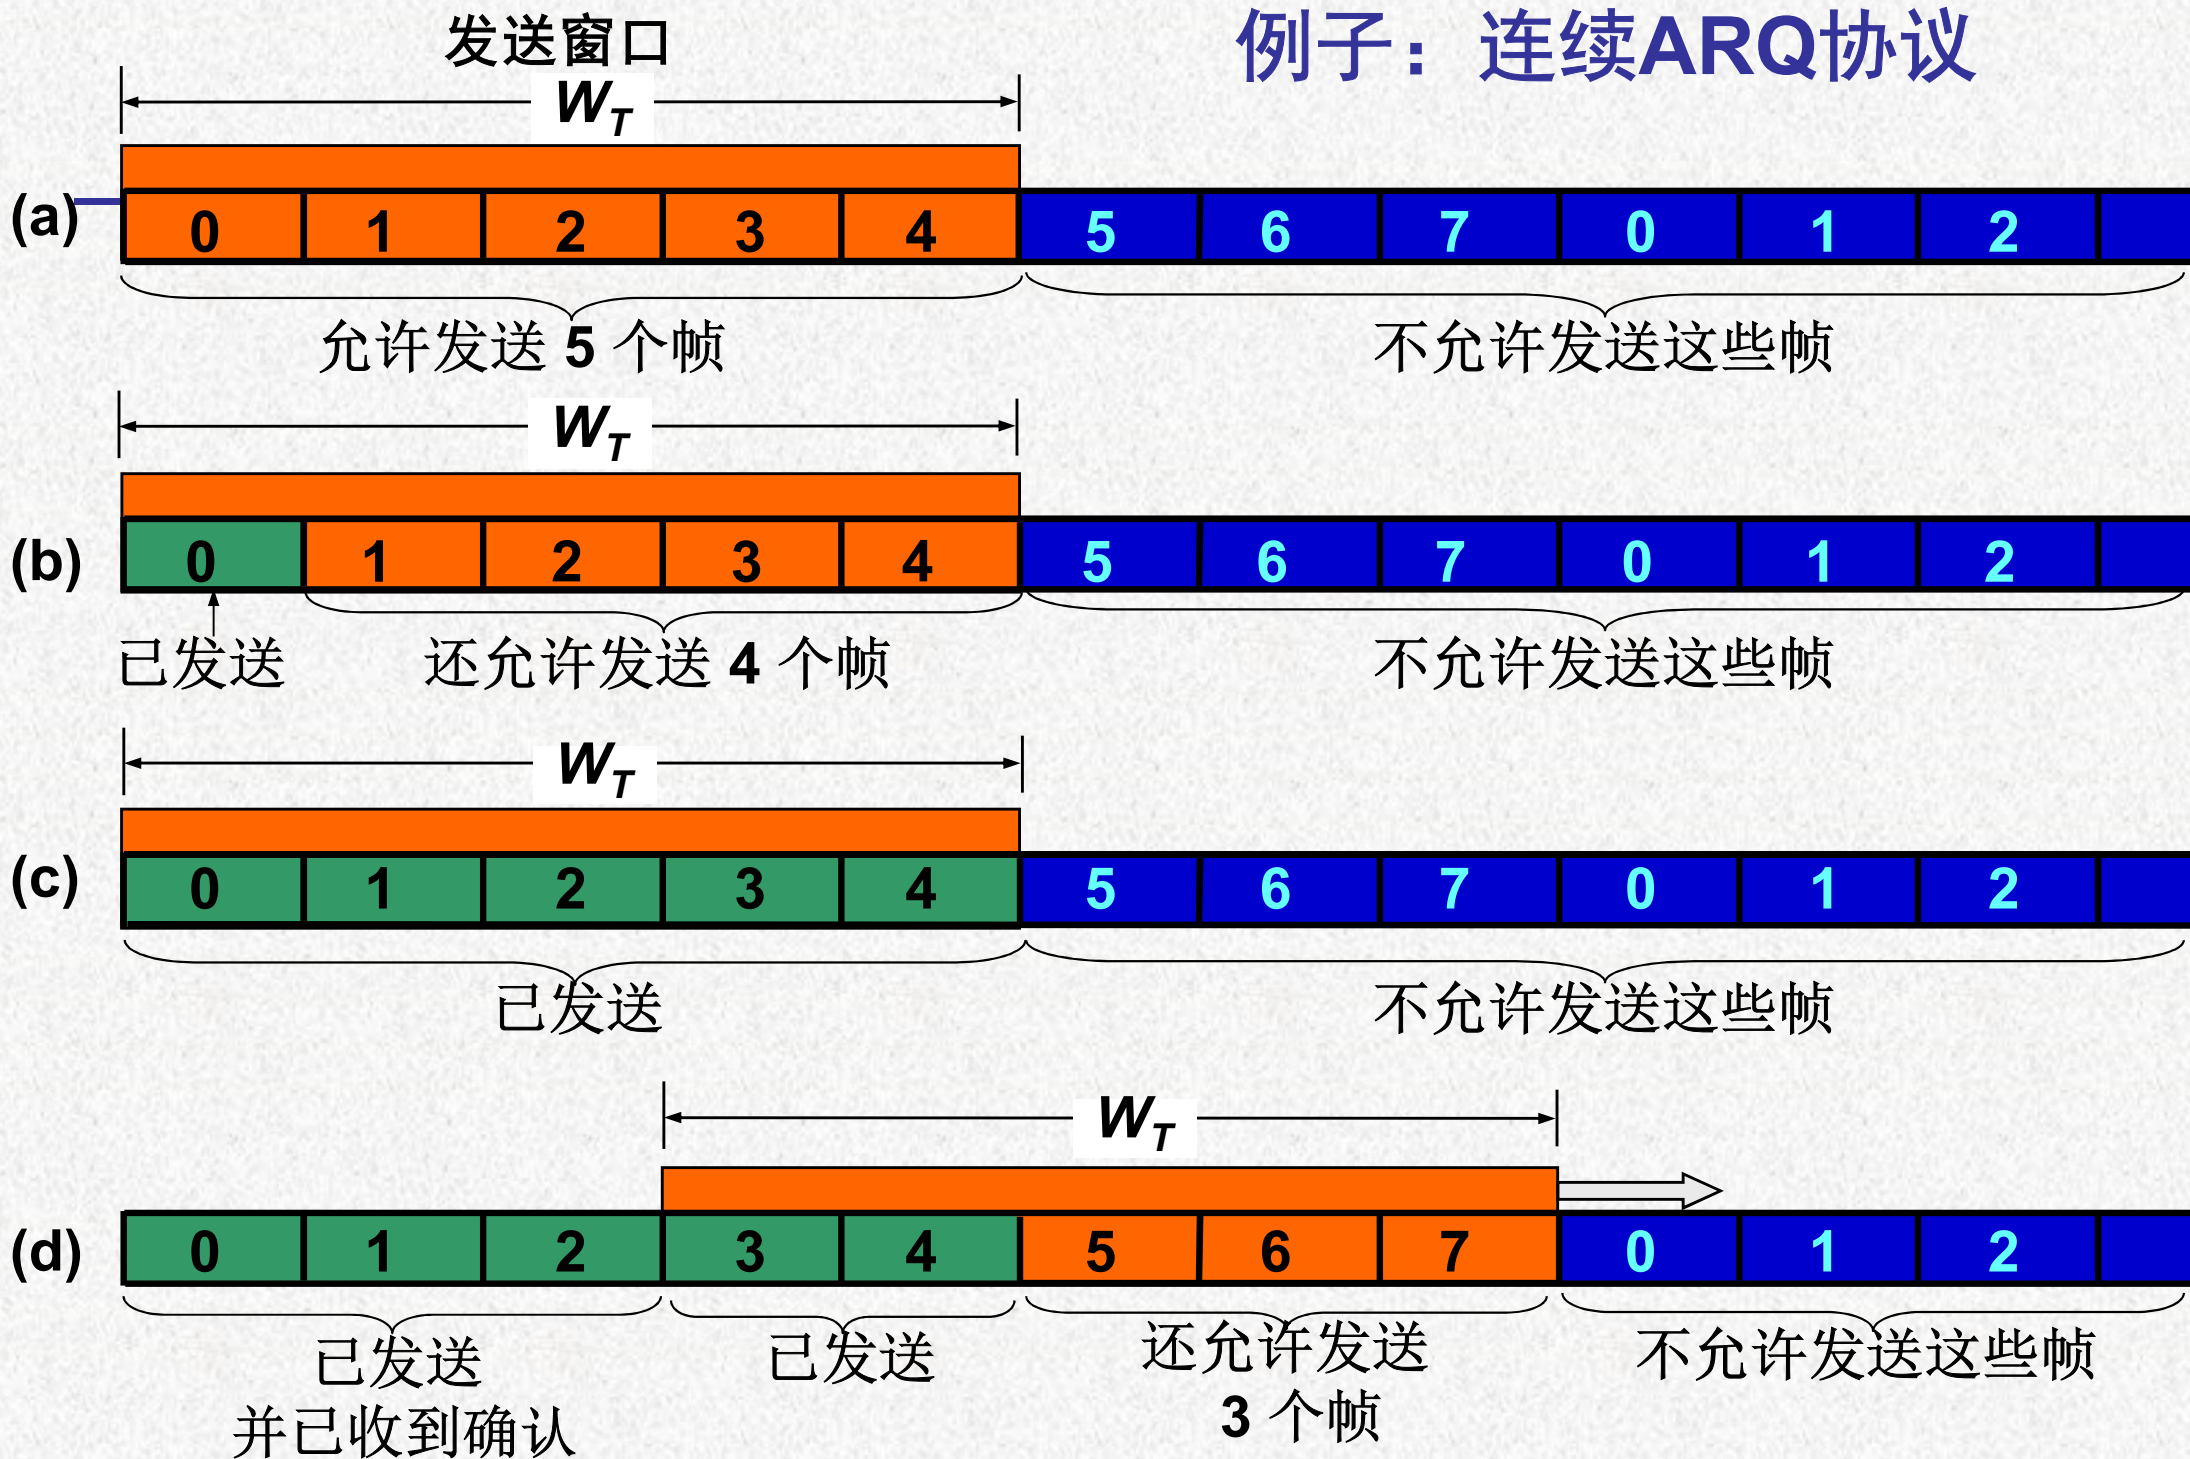 发送窗口
例子：连续ARQ协议
WT
(a) 0 1 2 3 4 5 6 7 0 1 2
允许发送 5 个帧 不允许发送这些帧
WT
(b) 0 1 2 3 4 5 6 7 0 1 2
已发送 还允许发送 4 个帧 不允许发送这些帧
WT
(c) 0 1 2 3 4 5 6 7 0 1 2
已发送 不允许发送这些帧
WT
(d) 0 1 2 3 4 5 6 7 0 1 2
已发送 已发送 还允许发送 不允许发送这些帧
并已收到确认 3 个帧